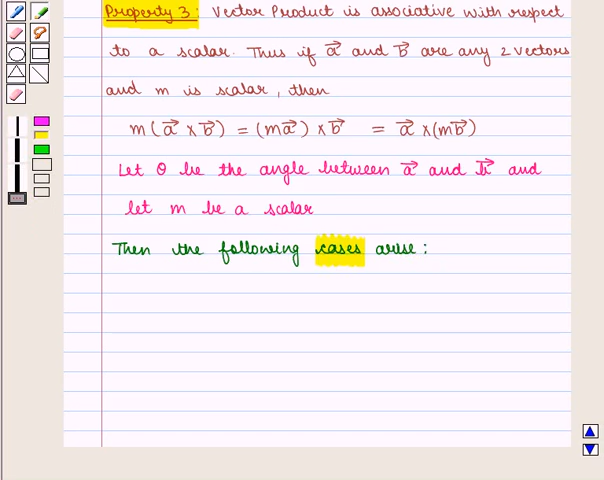 Property 3: Vector Product is associative with respect
to a scalar. Thus if a⃗ and b⃗ are any 2 vectors
and m is scalar, then
m(a⃗ × b⃗) = (ma⃗) × b⃗ = a⃗ × (mb⃗)
Let θ be the angle between a⃗ and b⃗ and
let m be a scalar
Then the following cases arise: